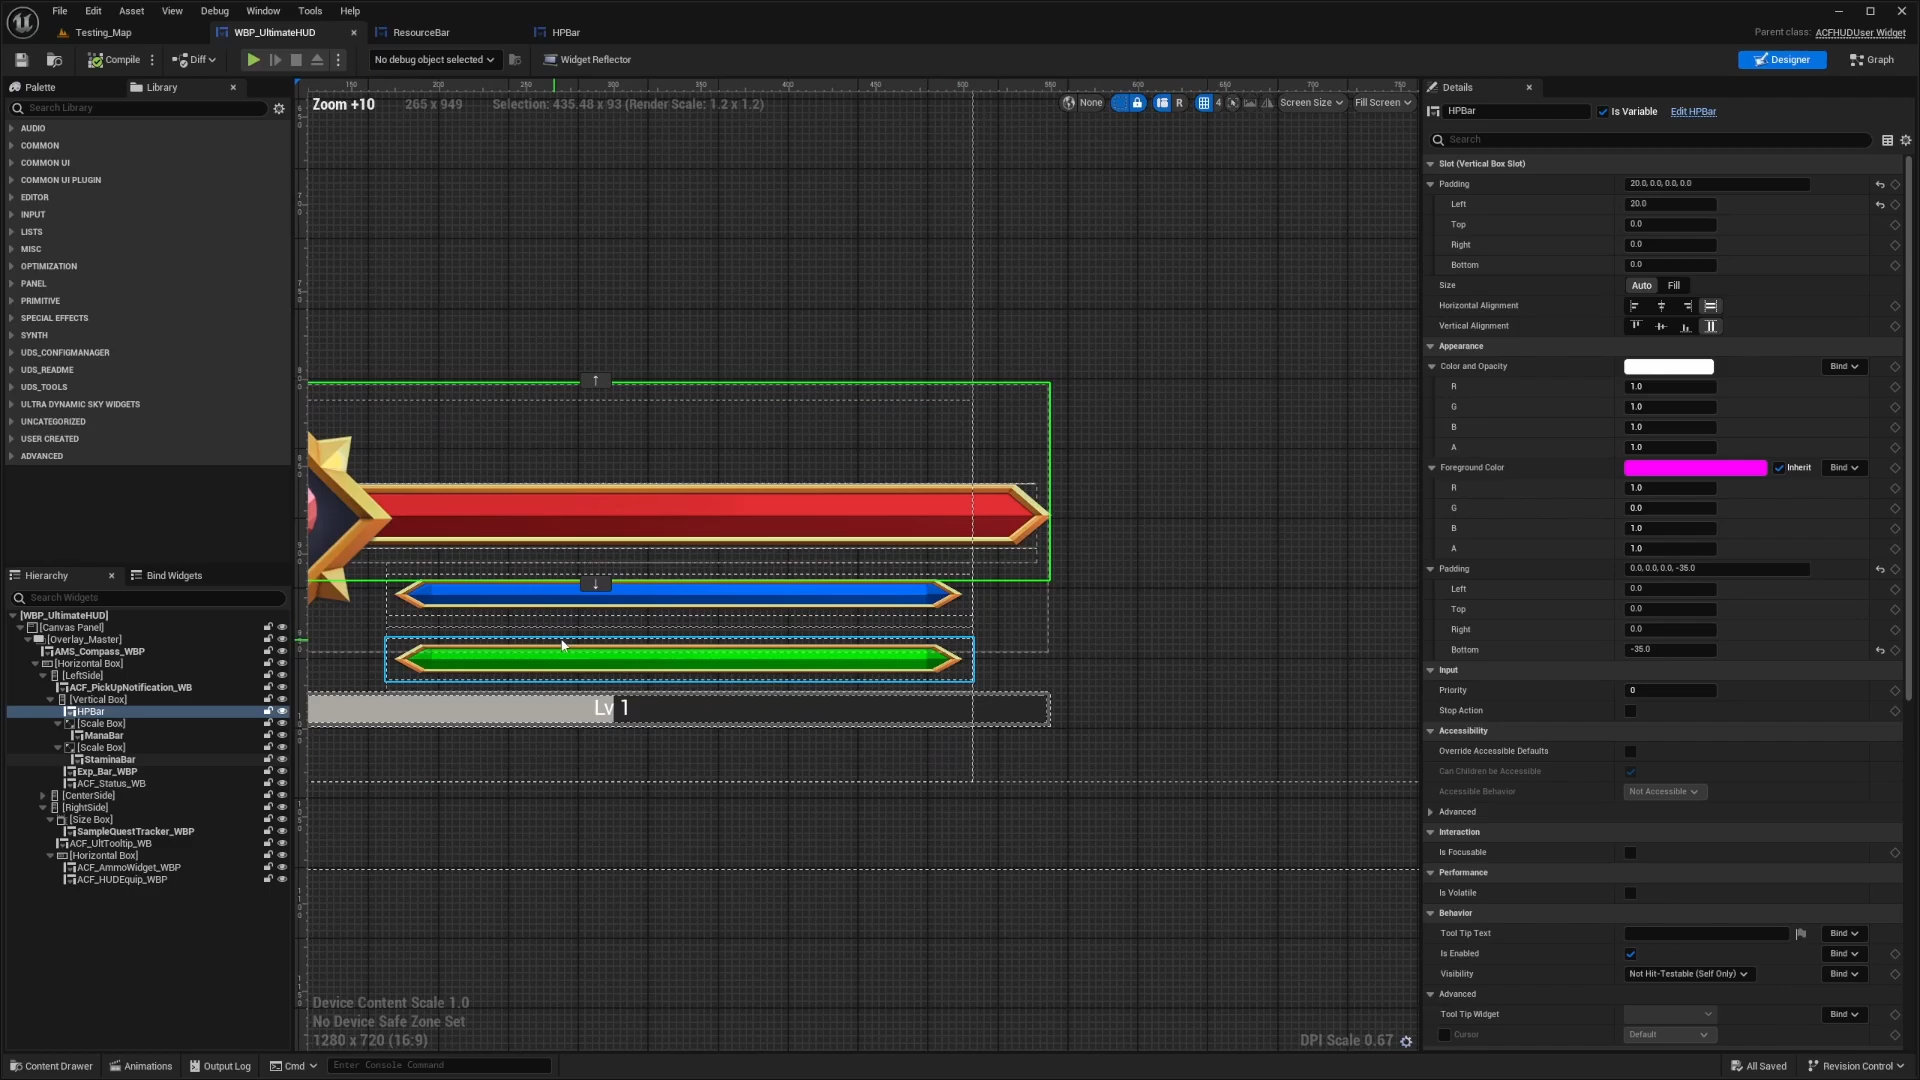 File Edit Asset View Debug Window Tools Help
Testing_Map WBP_UltimateHUD ResourceBar HPBar
Parent class: ACFHUDUser Widget
Compile Diff No debug object selected Widget Reflector Designer Graph
Palette Library
Search Library
AUDIO
COMMON
COMMON UI
COMMON UI PLUGIN
EDITOR
INPUT
LISTS
MISC
OPTIMIZATION
PANEL
PRIMITIVE
SPECIAL EFFECTS
SYNTH
UDS_CONFIGMANAGER
UDS_README
UDS_TOOLS
ULTRA DYNAMIC SKY WIDGETS
UNCATEGORIZED
USER CREATED
ADVANCED
Hierarchy Bind Widgets
Search Widgets
[WBP_UltimateHUD]
[Canvas Panel]
[Overlay_Master]
AMS_Compass_WBP
[Horizontal Box]
[LeftSide]
ACF_PickUpNotification_WB
[Vertical Box]
HPBar
[Scale Box]
ManaBar
[Scale Box]
StaminaBar
Exp_Bar_WBP
ACF_Status_WB
[CenterSide]
[RightSide]
[Size Box]
SampleQuestTracker_WBP
ACF_UltTooltip_WB
[Horizontal Box]
ACF_AmmoWidget_WBP
ACF_HUDEquip_WBP
150 200 250 300 350 400 450 500 550 600 650 700 750
Zoom +10 265 x 949 Selection: 435.48 x 93 (Render Scale: 1.2 x 1.2)
None R 4 Screen Size Fill Screen
Lv 1
Device Content Scale 1.0
No Device Safe Zone Set
1280 x 720 (16:9)
DPI Scale 0.67
Details
HPBar Is Variable Edit HPBar
Search
Slot (Vertical Box Slot)
Padding 20.0, 0.0, 0.0, 0.0
Left 20.0
Top 0.0
Right 0.0
Bottom 0.0
Size Auto Fill
Horizontal Alignment
Vertical Alignment
Appearance
Color and Opacity Bind
R 1.0
G 1.0
B 1.0
A 1.0
Foreground Color Inherit Bind
R 1.0
G 0.0
B 1.0
A 1.0
Padding 0.0, 0.0, 0.0, -35.0
Left 0.0
Top 0.0
Right 0.0
Bottom -35.0
Input
Priority 0
Stop Action
Accessibility
Override Accessible Defaults
Can Children be Accessible
Accessible Behavior Not Accessible
Advanced
Interaction
Is Focusable
Performance
Is Volatile
Behavior
Tool Tip Text Bind
Is Enabled Bind
Visibility Not Hit-Testable (Self Only) Bind
Advanced
Tool Tip Widget Bind
Cursor Default
Content Drawer Animations Output Log Cmd Enter Console Command All Saved Revision Control